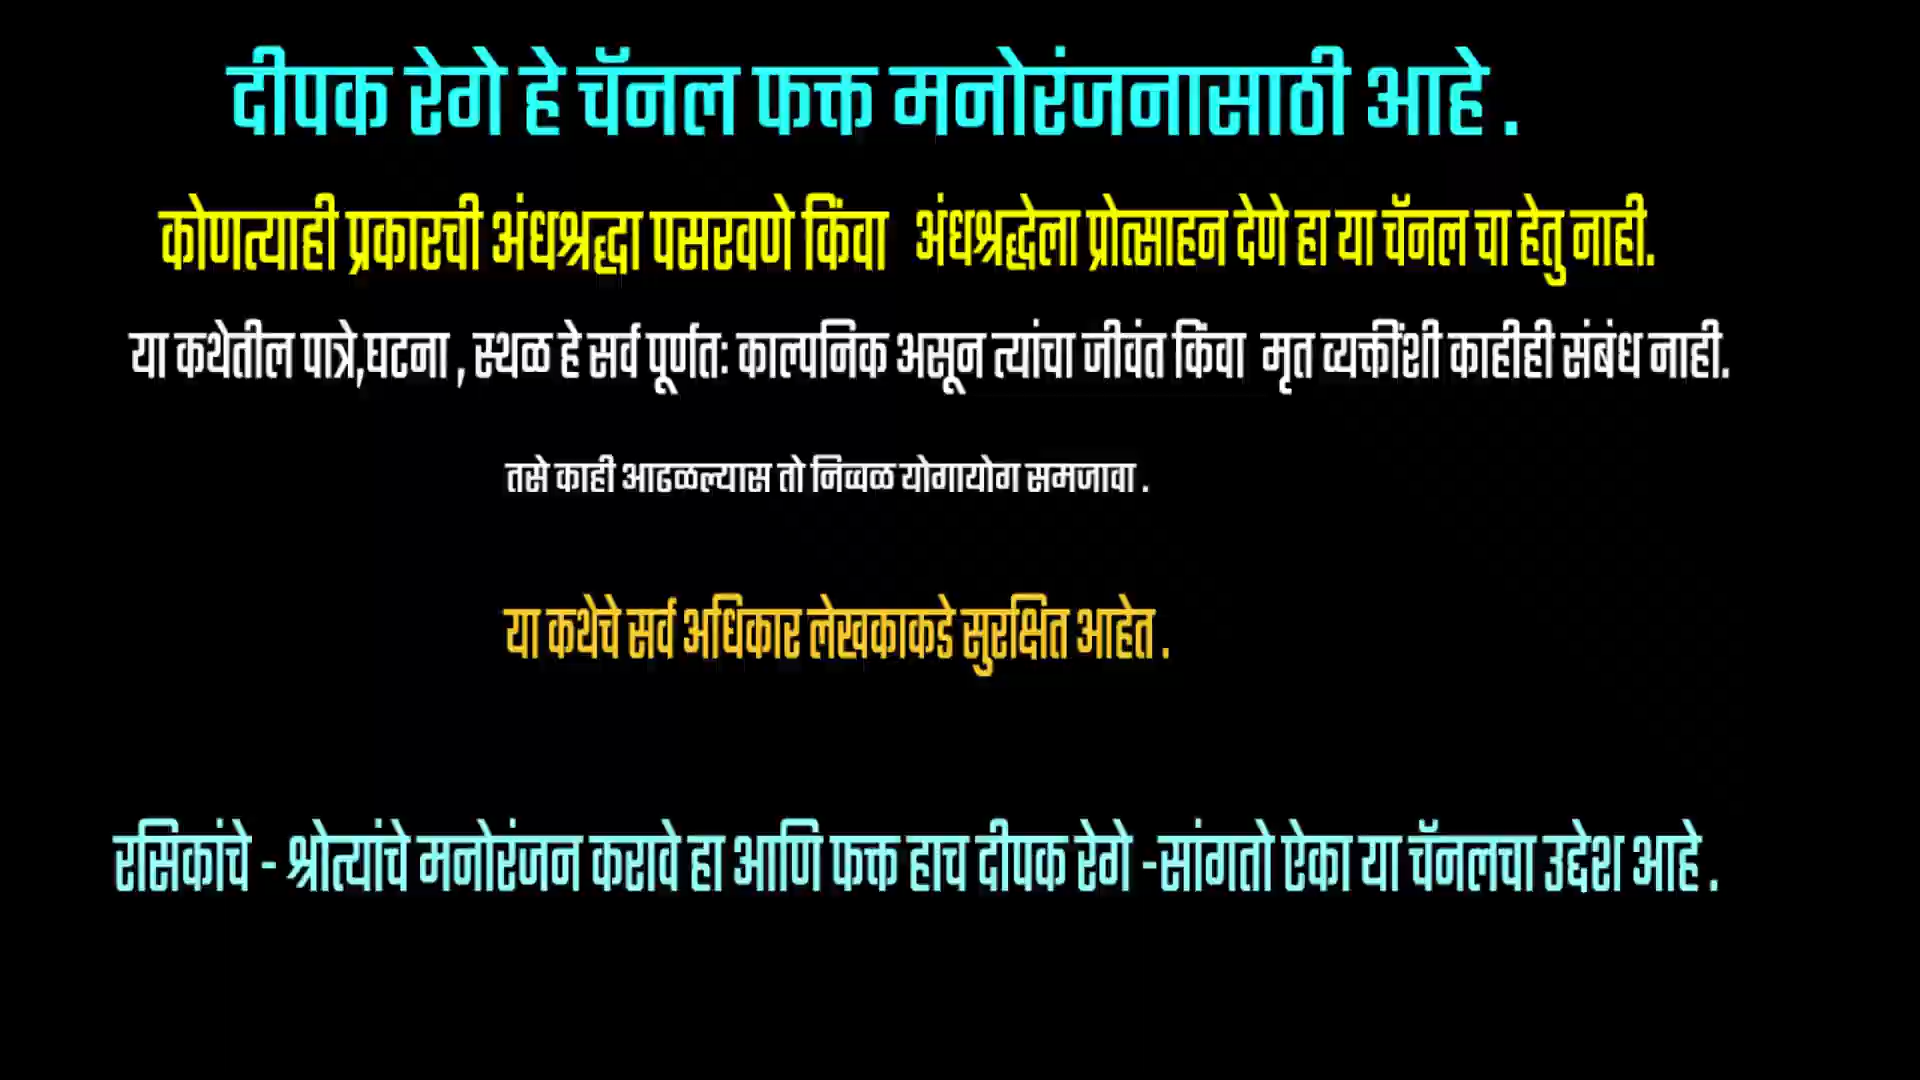 दीपक रेगे हे चॅनल फक्त मनोरंजनासाठी आहे .
कोणत्याही प्रकारची अंधश्रद्धा पसरवणे किंवा अंधश्रद्धेला प्रोत्साहन देणे हा या चॅनल चा हेतु नाही.
या कथेतील पात्रे,घटना , स्थळ हे सर्व पूर्णतः काल्पनिक असून त्यांचा जीवंत किंवा मृत व्यक्तींशी काहीही संबंध नाही.
तसे काही आढळल्यास तो निव्वळ योगायोग समजावा .
या कथेचे सर्व अधिकार लेखकाकडे सुरक्षित आहेत .
रसिकांचे - श्रोत्यांचे मनोरंजन करावे हा आणि फक्त हाच दीपक रेगे -सांगतो ऐका या चॅनलचा उद्देश आहे .